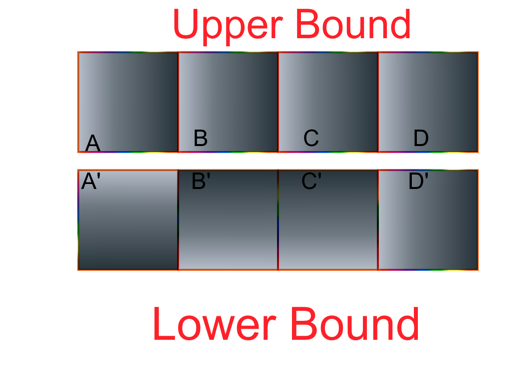 Upper Bound
A B C D
A' B' C' D'
Lower Bound